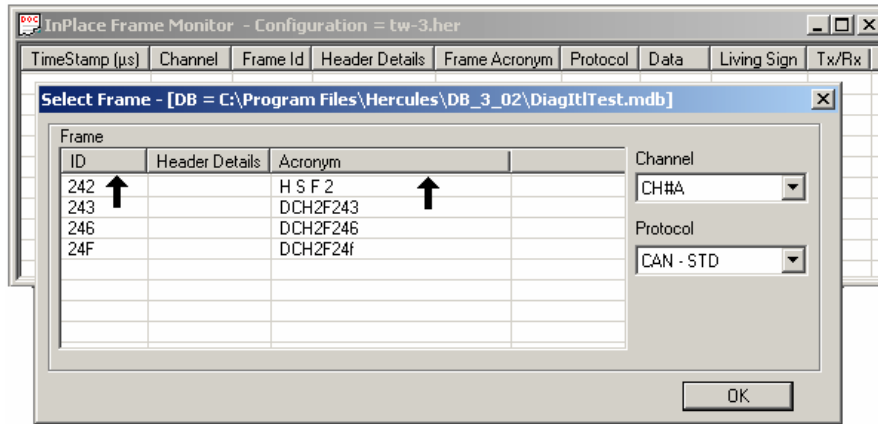 InPlace Frame Monitor - Configuration = tw-3.her
TimeStamp (µs) Channel Frame Id Header Details Frame Acronym Protocol Data Living Sign Tx/Rx
Select Frame - [DB = C:\Program Files\Hercules\DB_3_02\DiagItlTest.mdb]
Frame
ID Header Details Acronym
242 H S F 2
243 DCH2F243
246 DCH2F246
24F DCH2F24f
Channel
CH#A
Protocol
CAN - STD
OK